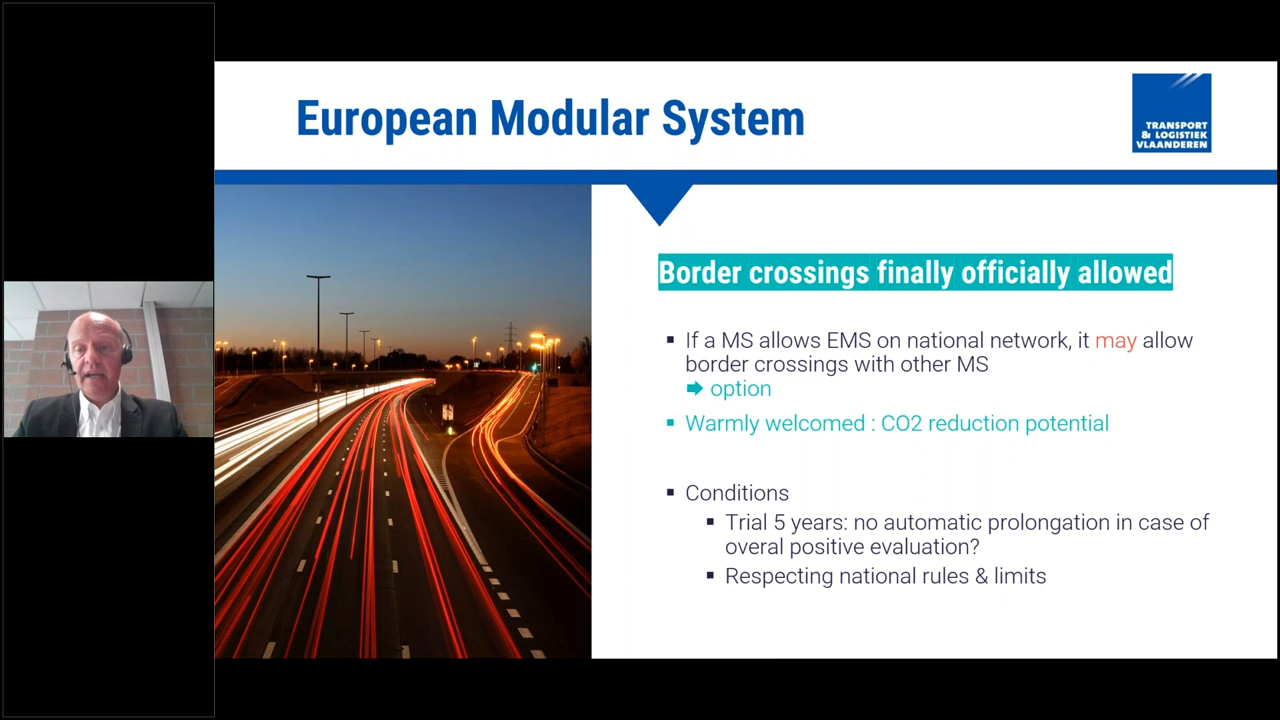 European Modular System
TRANSPORT
& LOGISTIEK
VLAANDEREN
Border crossings finally officially allowed
If a MS allows EMS on national network, it may allow
border crossings with other MS
➡ option
Warmly welcomed : CO2 reduction potential
Conditions
Trial 5 years: no automatic prolongation in case of
overal positive evaluation?
Respecting national rules & limits